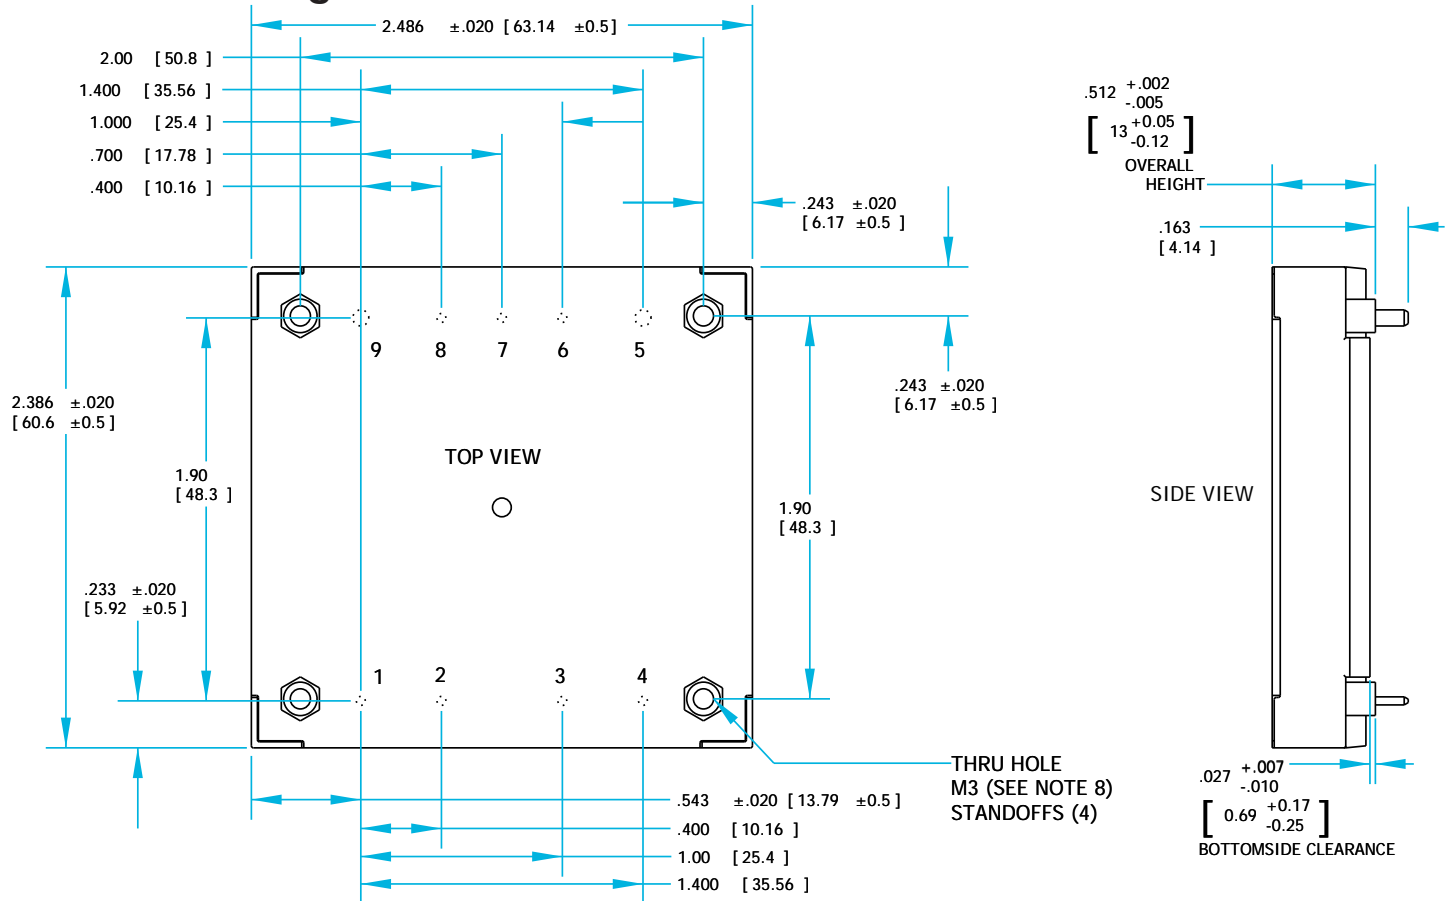 g
2.486 ±.020 [ 63.14 ±0.5 ]
2.00 [ 50.8 ]
1.400 [ 35.56 ]
1.000 [ 25.4 ]
.700 [ 17.78 ]
.400 [ 10.16 ]
.243 ±.020
[ 6.17 ±0.5 ]
.512 +.002
-.005
[ 13 +0.05
-0.12 ]
OVERALL
HEIGHT
.163
[ 4.14 ]
9 8 7 6 5
.243 ±.020
[ 6.17 ±0.5 ]
2.386 ±.020
[ 60.6 ±0.5 ]
TOP VIEW
1.90
[ 48.3 ]
SIDE VIEW
1.90
[ 48.3 ]
.233 ±.020
[ 5.92 ±0.5 ]
1 2 3 4
THRU HOLE
M3 (SEE NOTE 8)
STANDOFFS (4)
.027 +.007
-.010
[ 0.69 +0.17
-0.25 ]
BOTTOMSIDE CLEARANCE
.543 ±.020 [ 13.79 ±0.5 ]
.400 [ 10.16 ]
1.00 [ 25.4 ]
1.400 [ 35.56 ]